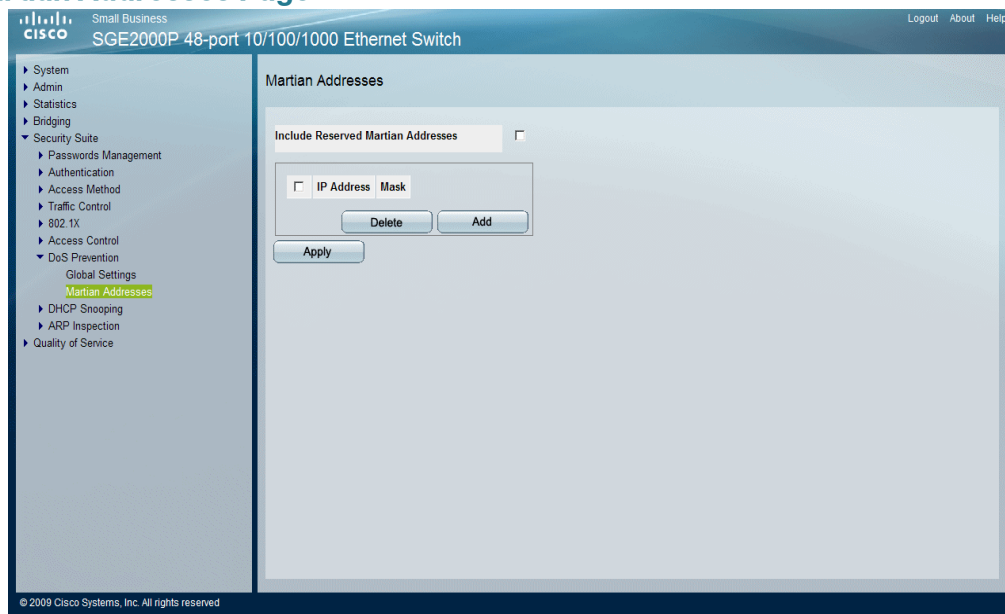 Small Business
cisco
SGE2000P 48-port 10/100/1000 Ethernet Switch
Logout About Help
System
Admin
Statistics
Bridging
Security Suite
Passwords Management
Authentication
Access Method
Traffic Control
802.1X
Access Control
DoS Prevention
Global Settings
Martian Addresses
DHCP Snooping
ARP Inspection
Quality of Service
Martian Addresses
Include Reserved Martian Addresses
IP Address Mask
Delete Add
Apply
© 2009 Cisco Systems, Inc. All rights reserved